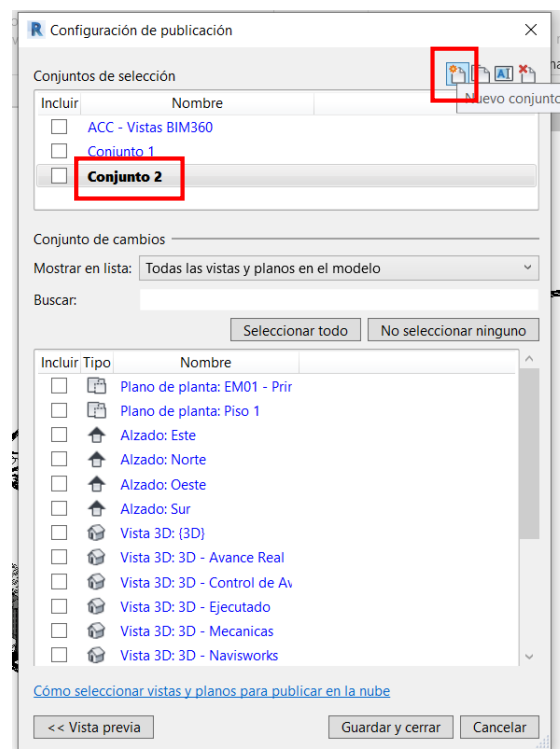 Configuración de publicación
Conjuntos de selección
Nuevo conjunto
Incluir Nombre
ACC - Vistas BIM360
Conjunto 1
Conjunto 2
Conjunto de cambios
Mostrar en lista: Todas las vistas y planos en el modelo
Buscar:
Seleccionar todo No seleccionar ninguno
Incluir Tipo Nombre
Plano de planta: EM01 - Prir
Plano de planta: Piso 1
Alzado: Este
Alzado: Norte
Alzado: Oeste
Alzado: Sur
Vista 3D: {3D}
Vista 3D: 3D - Avance Real
Vista 3D: 3D - Control de Av
Vista 3D: 3D - Ejecutado
Vista 3D: 3D - Mecanicas
Vista 3D: 3D - Navisworks
Cómo seleccionar vistas y planos para publicar en la nube
<< Vista previa Guardar y cerrar Cancelar